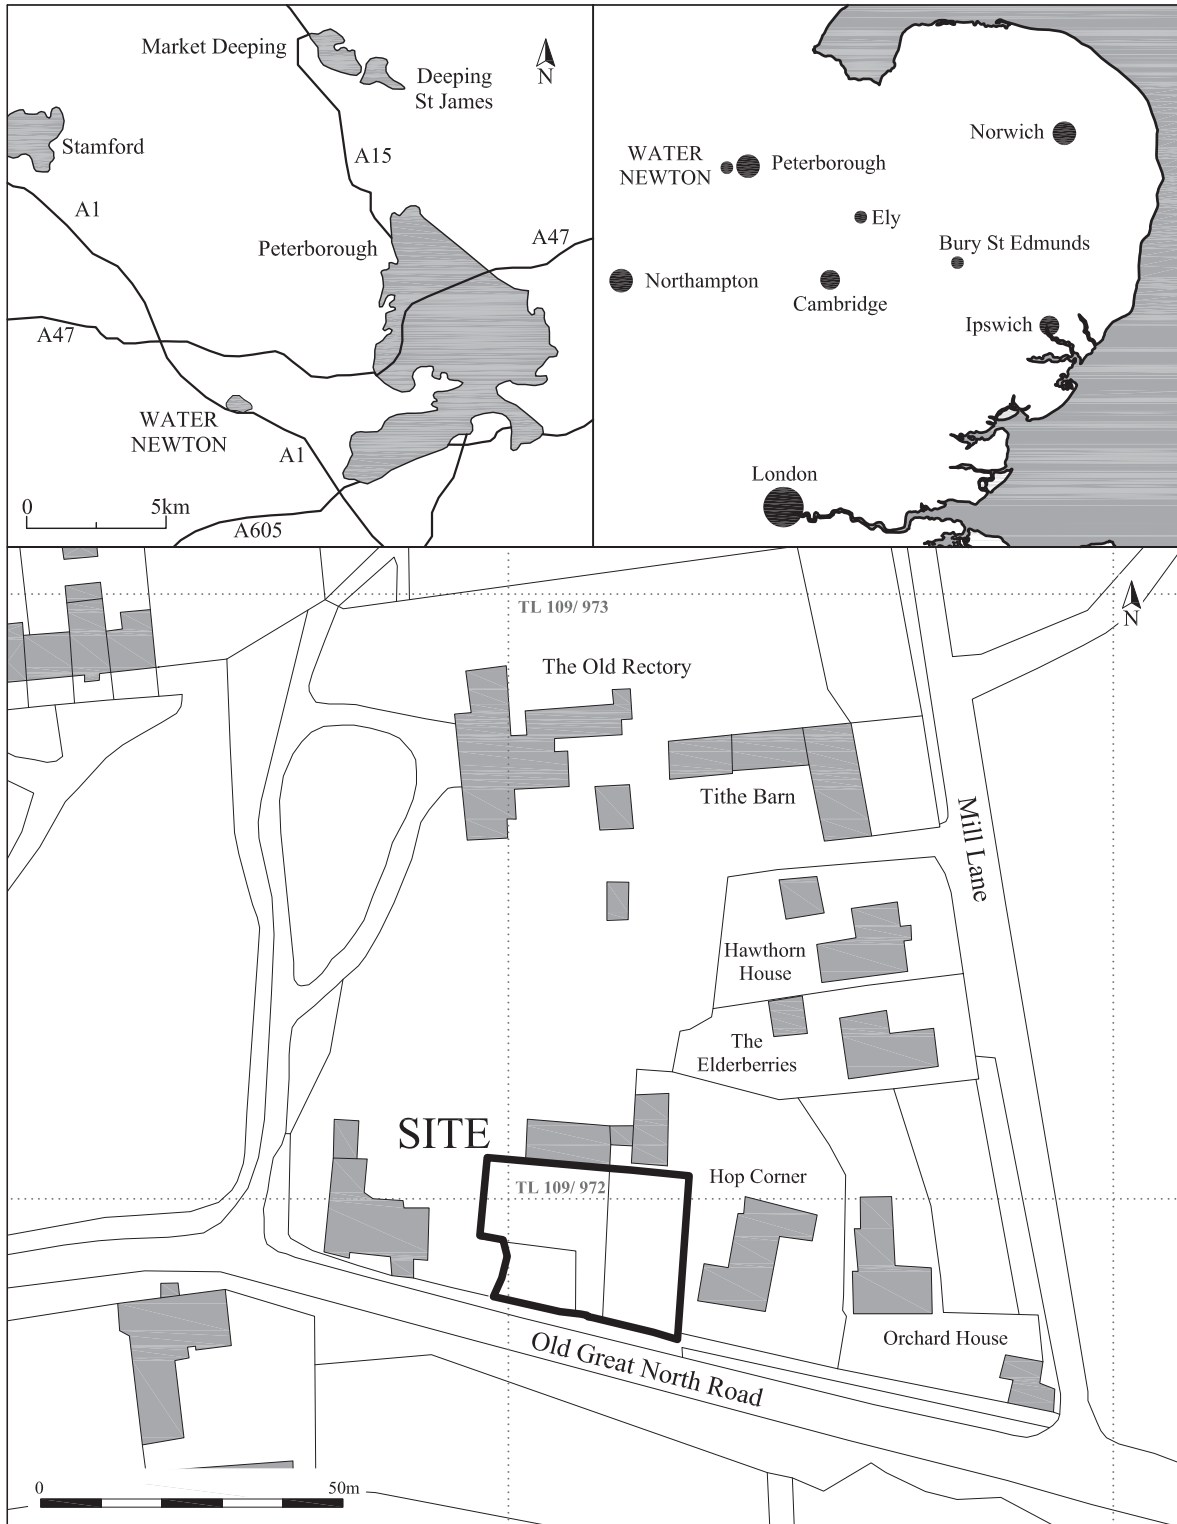 Market Deeping
N
Deeping
St James
Stamford
A15
A1
Peterborough
A47
A47
WATER
NEWTON
A1
0
5km
A605
Norwich
WATER
NEWTON
Peterborough
Ely
Bury St Edmunds
Northampton
Cambridge
Ipswich
London
TL 109/ 973
N
The Old Rectory
Tithe Barn
Mill Lane
Hawthorn
House
The
Elderberries
SITE
Hop Corner
TL 109/ 972
Orchard House
Old Great North Road
0
50m